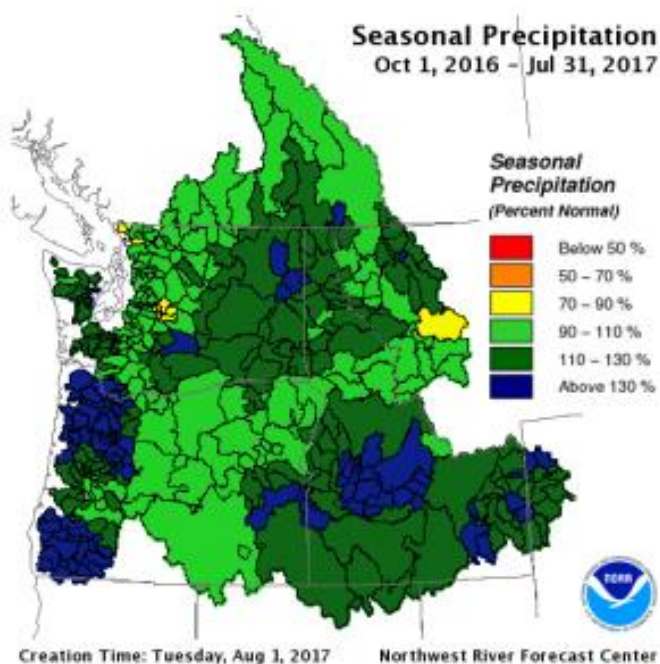 Seasonal Precipitation
Oct 1, 2016 – Jul 31, 2017
Seasonal
Precipitation
(Percent Normal)
Below 50 %
50 – 70 %
70 – 90 %
90 – 110 %
110 – 130 %
Above 130 %
NOAA
Creation Time: Tuesday, Aug 1, 2017
Northwest River Forecast Center